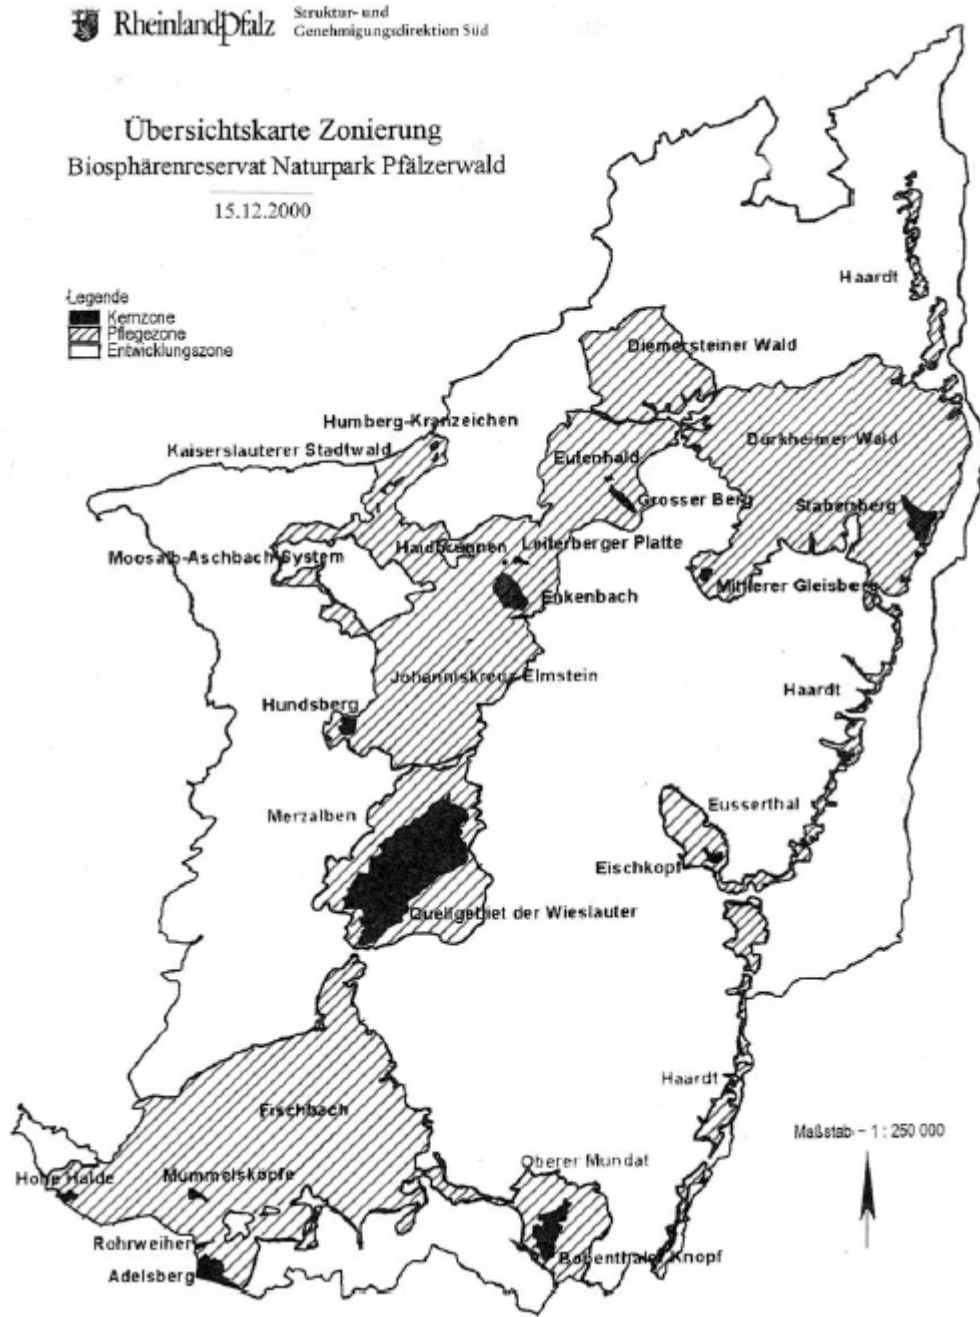 RheinlandPfalz
Struktur- und
Genehmigungsdirektion Süd
Übersichtskarte Zonierung
Biosphärenreservat Naturpark Pfälzerwald
15.12.2000
Legende
Kernzone
Pflegezone
Entwicklungszone
Haardt
Diemersteiner Wald
Humberg-Kranzeichen
Kaiserslauterer Stadtwald
Dürkheimer Wald
Eutenhald
Grosser Berg
Stabenberg
Moosalb-Aschbach-System
Haidbrunnen
Leiterberger Platte
Enkenbach
Mittlerer Gleisberg
Johanniskreuz-Elmstein
Hundsberg
Haardt
Merzalben
Eusserthal
Eischkopf
Quellgebiet der Wieslauter
Haardt
Fischbach
Maßstab ~ 1 : 250 000
Oberer Mundat
Hohe Halde
Mummelsköpfe
Rohrweiher
Bobenthaler Knopf
Adelsberg